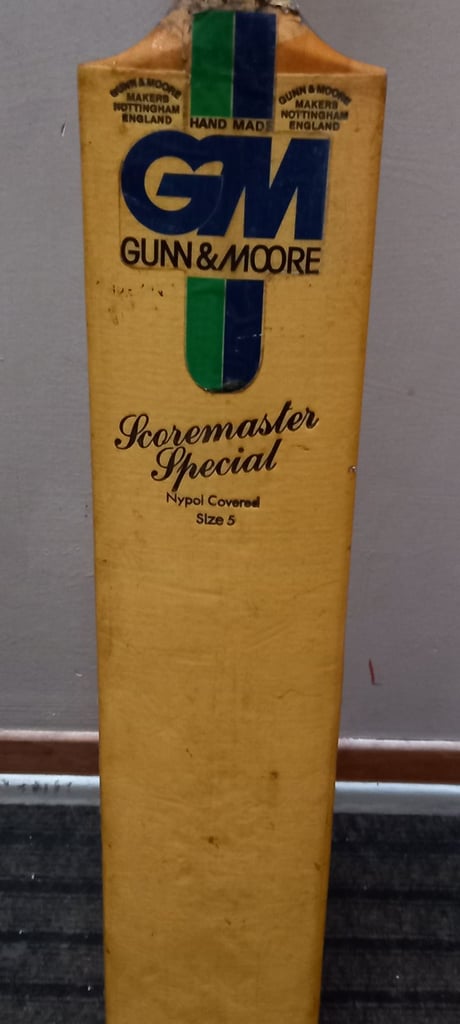 GUNN & MOORE
MAKERS
NOTTINGHAM
ENGLAND
GUNN & MOORE
MAKERS
NOTTINGHAM
ENGLAND
HAND MADE
GM
GUNN & MOORE
Scoremaster
Special
Nypol Covered
Size 5